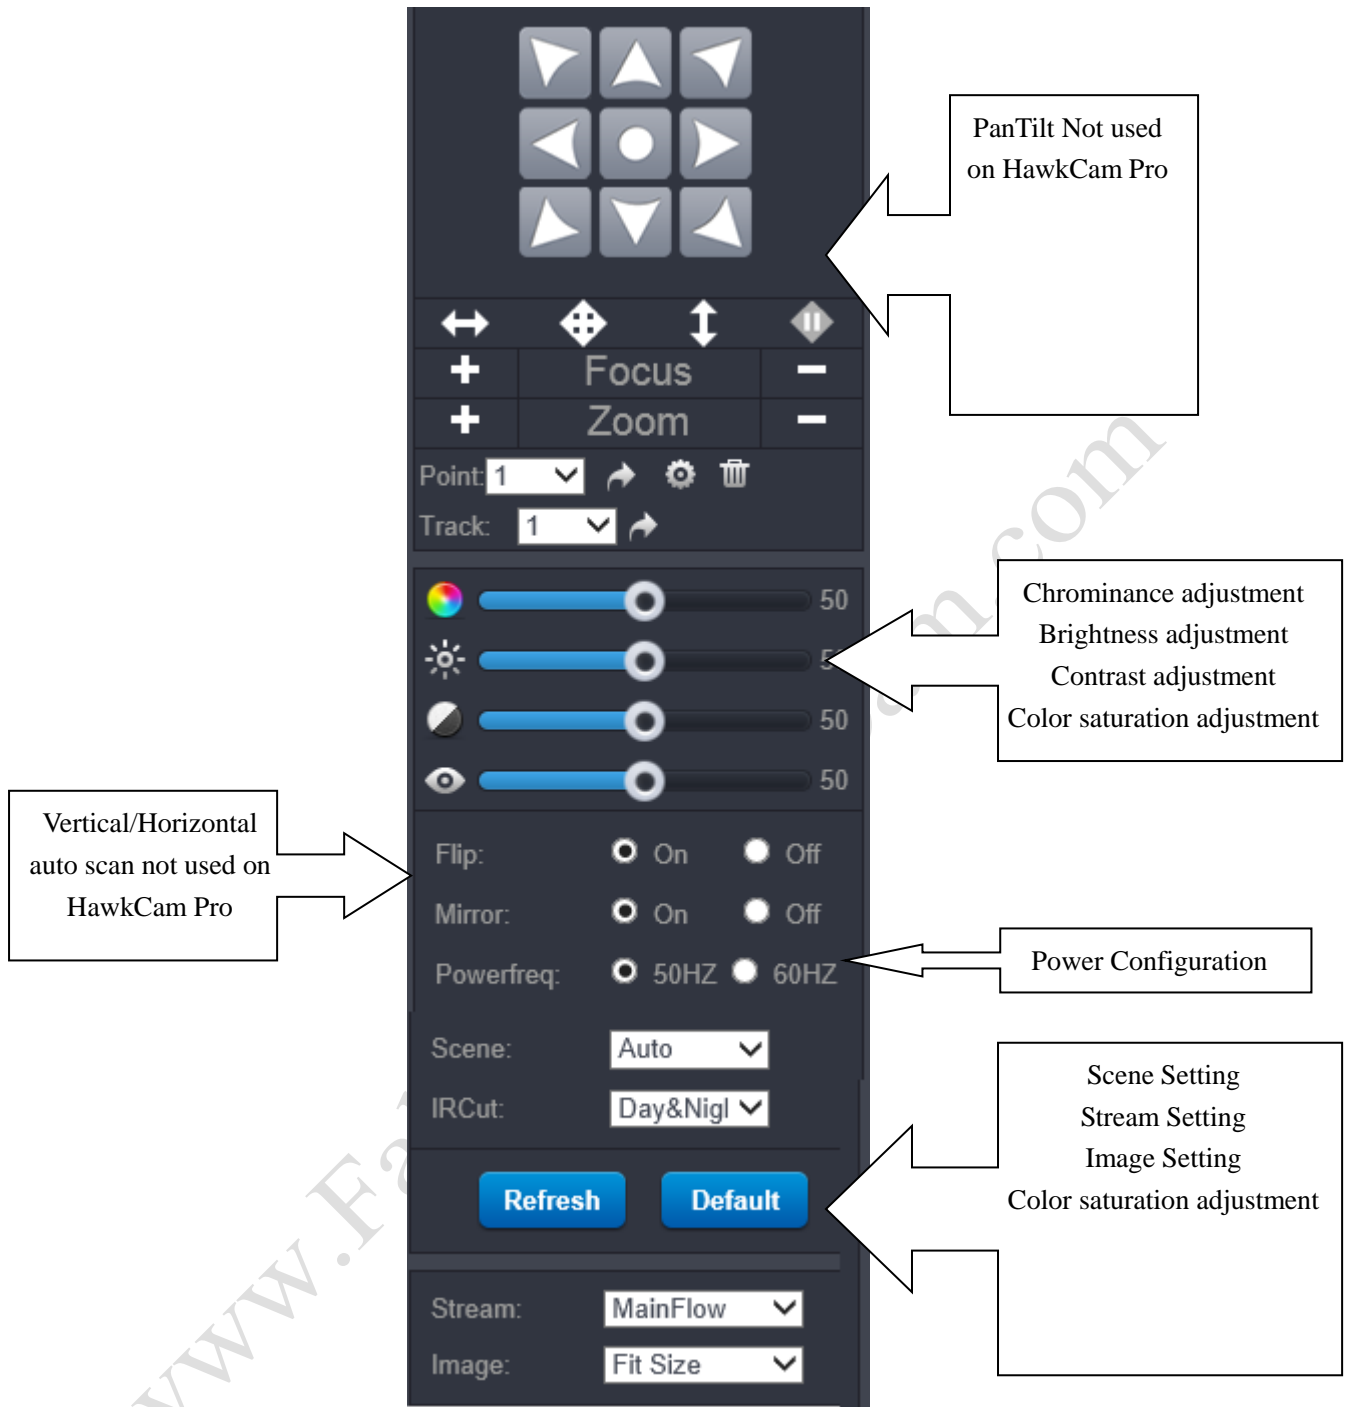 PanTilt Not used
on HawkCam Pro
Focus
Zoom
Point: 1
Track: 1
50
Chrominance adjustment
Brightness adjustment
Contrast adjustment
Color saturation adjustment
50
50
Vertical/Horizontal
auto scan not used on
HawkCam Pro
Flip: On Off
Mirror: On Off
Powerfreq: 50HZ 60HZ
Power Configuration
Scene: Auto
IRCut: Day&Nigl
Scene Setting
Stream Setting
Image Setting
Color saturation adjustment
Refresh Default
Stream: MainFlow
Image: Fit Size